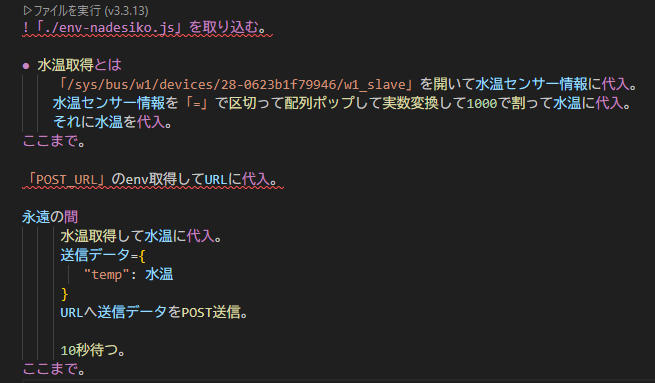 ▷ファイルを実行 (v3.3.13)
!「./env-nadesiko.js」を取り込む。
● 水温取得とは
「/sys/bus/w1/devices/28-0623b1f79946/w1_slave」を開いて水温センサー情報に代入。
水温センサー情報を「=」で区切って配列ポップして実数変換して1000で割って水温に代入。
それに水温を代入。
ここまで。
「POST_URL」のenv取得してURLに代入。
永遠の間
水温取得して水温に代入。
送信データ={
"temp": 水温
}
URLへ送信データをPOST送信。
10秒待つ。
ここまで。